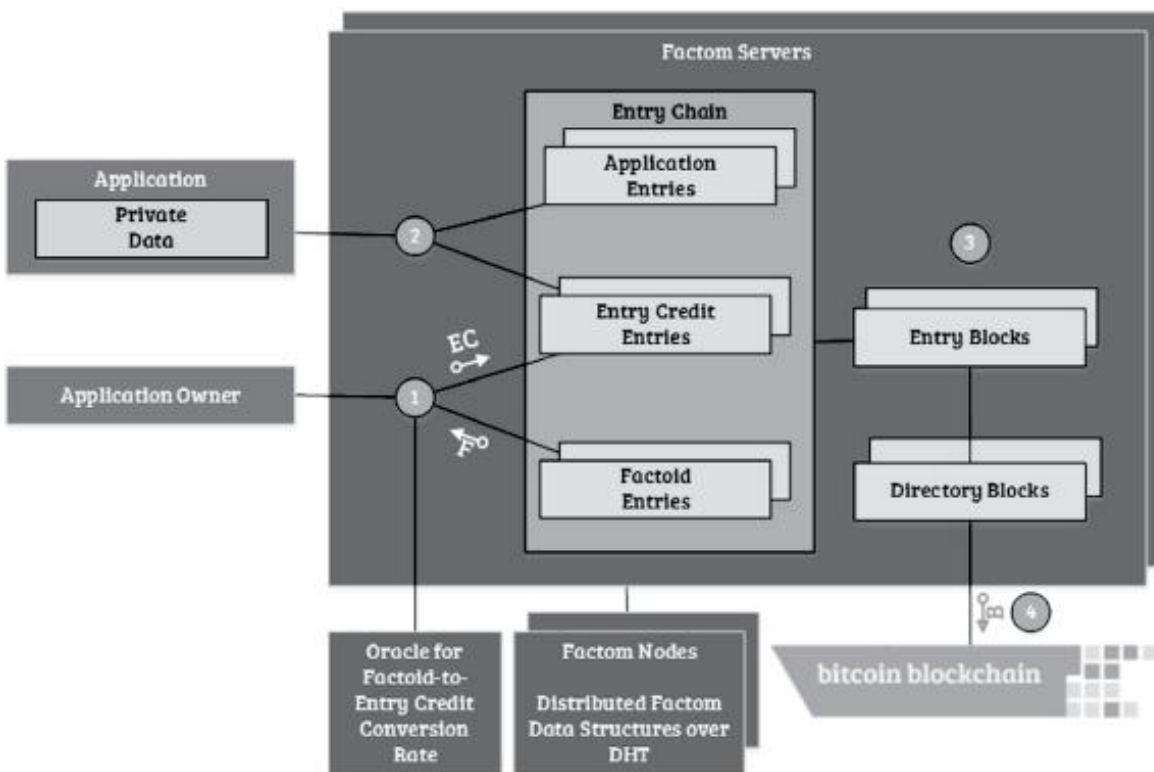 Factom Servers
Entry Chain
Application
Entries
Application
Private
Data
2
3
Entry Credit
Entries
Entry Blocks
EC
Application Owner
1
F
Factoid
Entries
Directory Blocks
B
4
Oracle for
Factoid-to-
Entry Credit
Conversion
Rate
Factom Nodes
Distributed Factom
Data Structures over
DHT
bitcoin blockchain